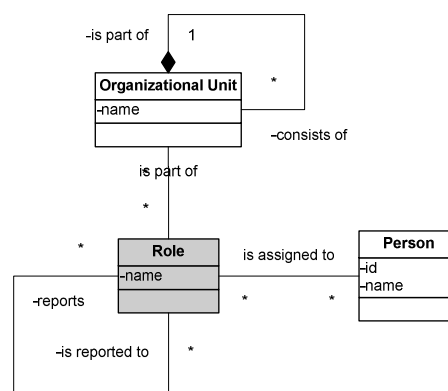 -is part of
1
Organizational Unit
-name
*
-consists of
is part of
*
*
Role
-name
*
-reports
is assigned to
*
*
Person
-id
-name
-is reported to
*